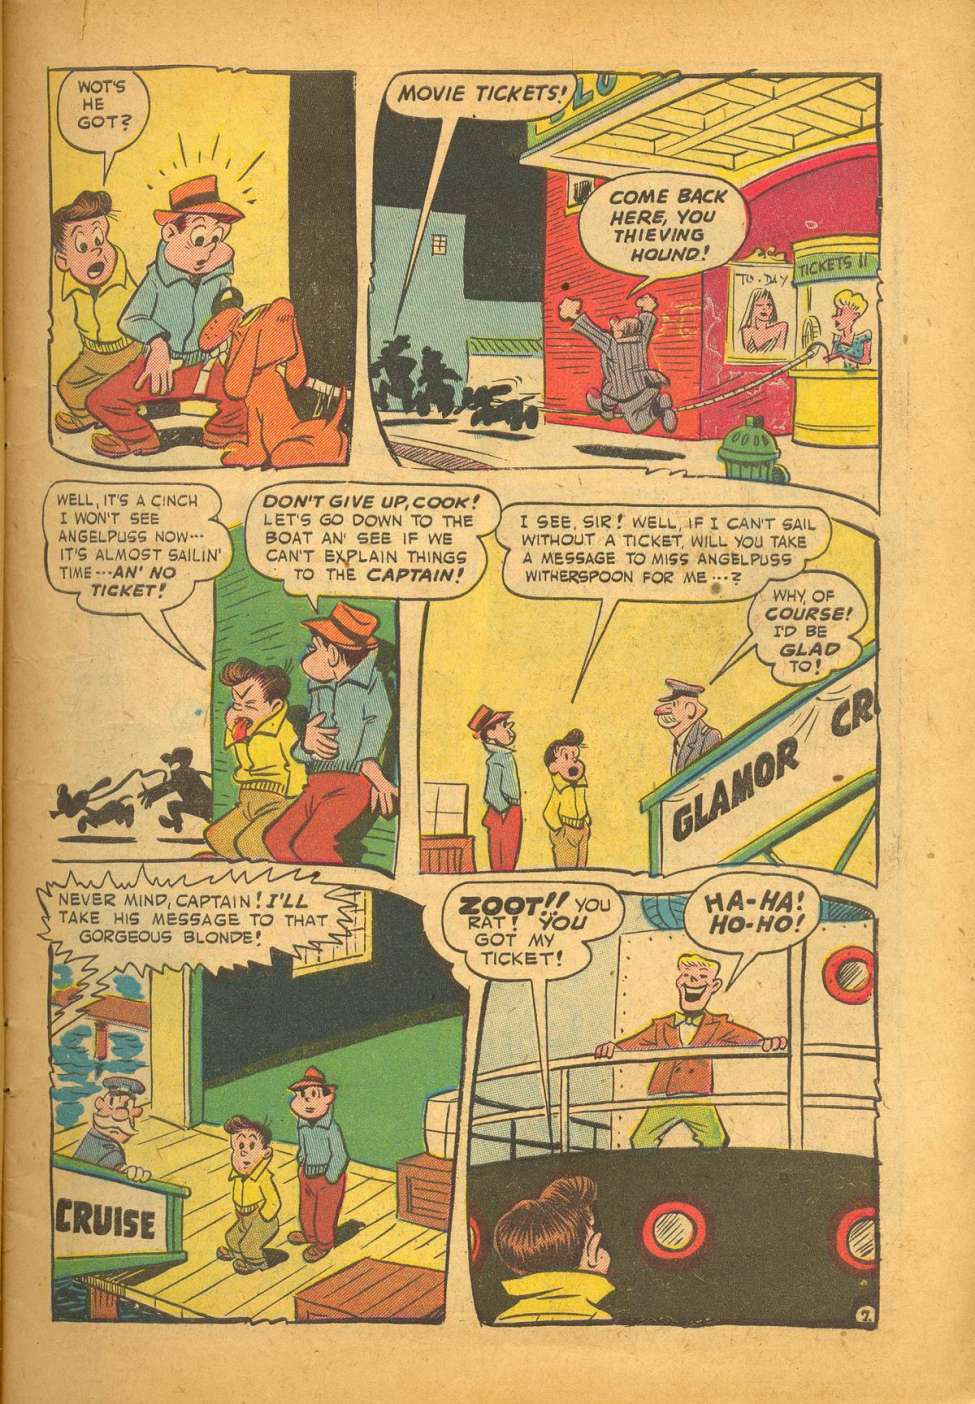 WOT'S
HE
GOT?
MOVIE TICKETS!
LU
COME BACK
HERE, YOU
THIEVING
HOUND!
TICKETS
TO-DAY
WELL, IT'S A CINCH
I WON'T SEE
ANGELPUSS NOW---
IT'S ALMOST SAILIN'
TIME---AN' NO
TICKET!
DON'T GIVE UP, COOK!
LET'S GO DOWN TO THE
BOAT AN' SEE IF WE
CAN'T EXPLAIN THINGS
TO THE CAPTAIN!
I SEE, SIR! WELL, IF I CAN'T SAIL
WITHOUT A TICKET, WILL YOU TAKE
A MESSAGE TO MISS ANGELPUSS
WITHERSPOON FOR ME---?
WHY, OF
COURSE!
I'D BE
GLAD
TO!
GLAMOR CR
NEVER MIND, CAPTAIN! I'LL
TAKE HIS MESSAGE TO THAT
GORGEOUS BLONDE!
CRUISE
ZOOT!! YOU
RAT! YOU
GOT MY
TICKET!
HA-HA!
HO-HO!
7.